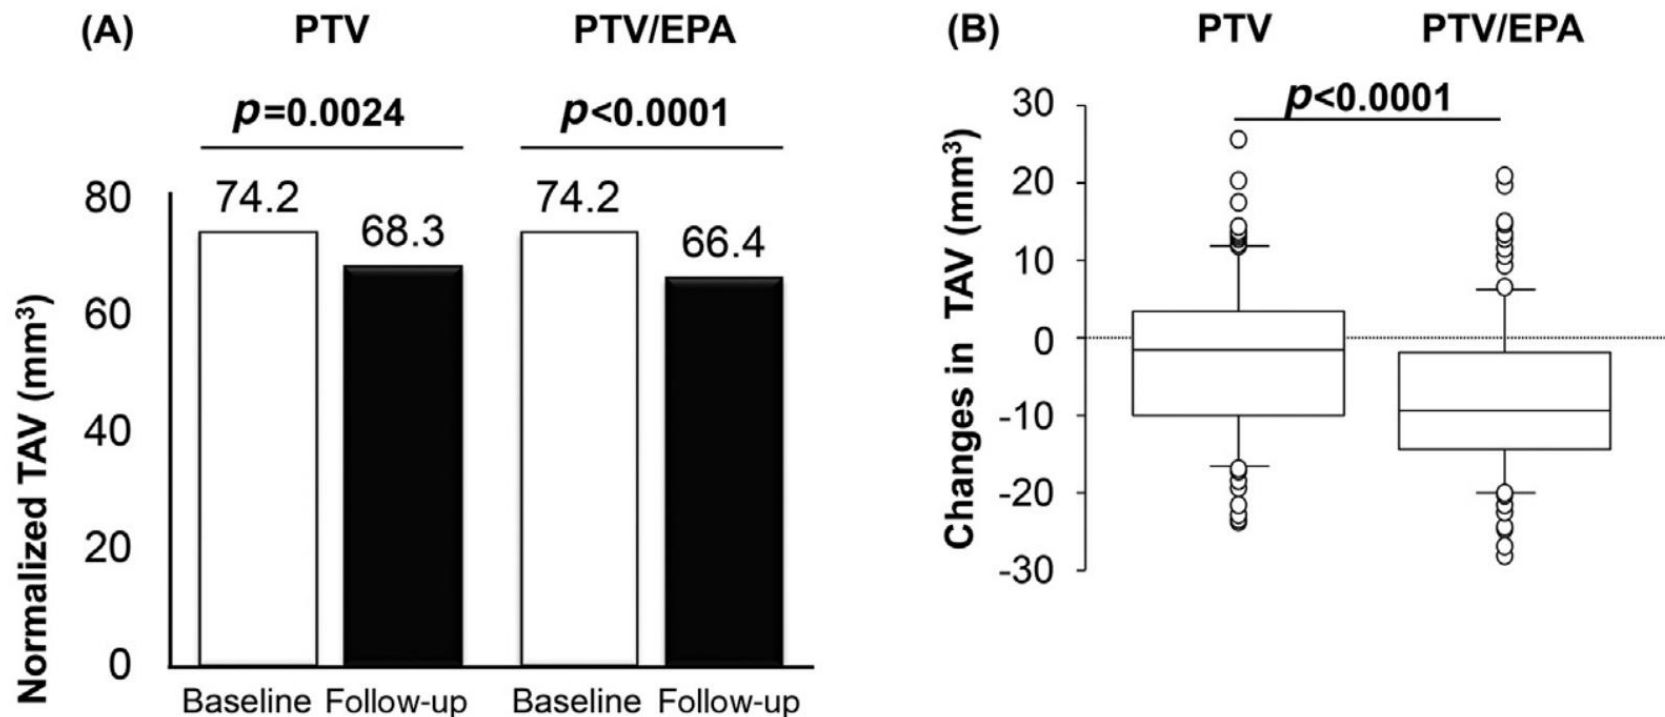 (A) PTV PTV/EPA
p=0.0024 p<0.0001
Normalized TAV (mm³)
80
60
40
20
0
74.2 68.3 74.2 66.4
Baseline Follow-up Baseline Follow-up
(B) PTV PTV/EPA
p<0.0001
Changes in TAV (mm³)
30
20
10
0
-10
-20
-30